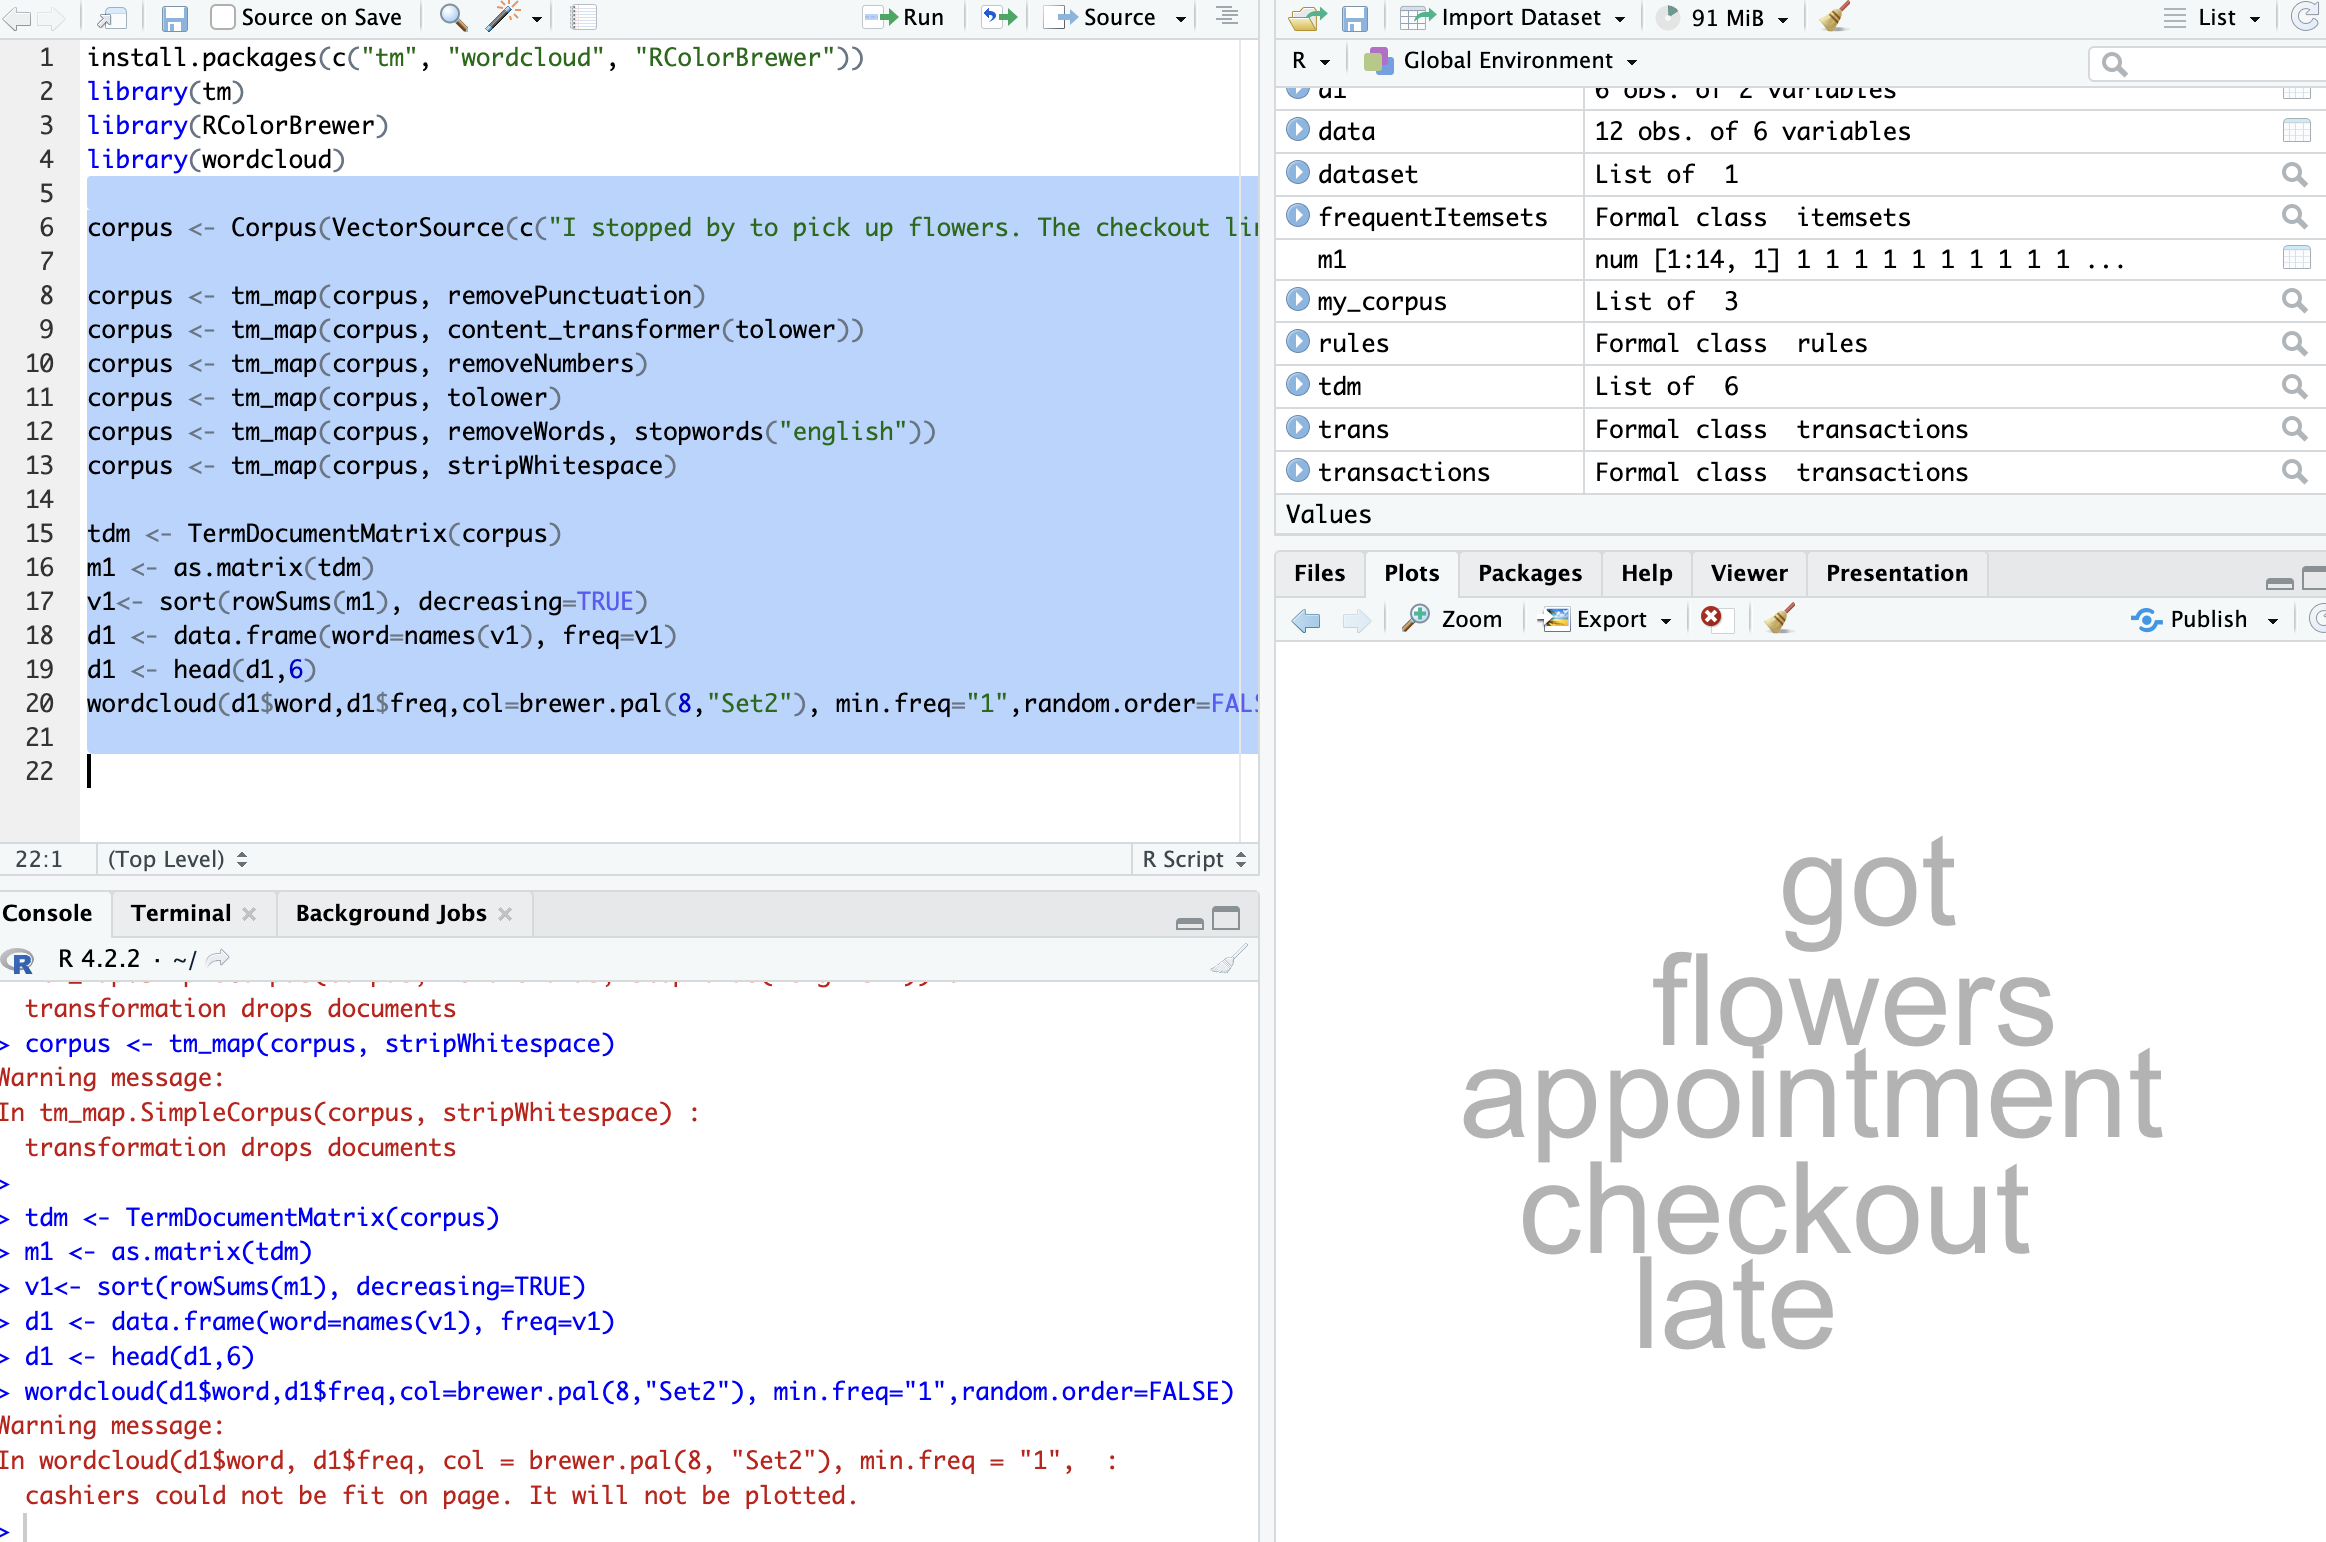 Source on Save
Run
Source
1 install.packages(c("tm", "wordcloud", "RColorBrewer"))
2 library(tm)
3 library(RColorBrewer)
4 library(wordcloud)
5
6 corpus <- Corpus(VectorSource(c("I stopped by to pick up flowers. The checkout
7
8 corpus <- tm_map(corpus, removePunctuation)
9 corpus <- tm_map(corpus, content_transformer(tolower))
10 corpus <- tm_map(corpus, removeNumbers)
11 corpus <- tm_map(corpus, tolower)
12 corpus <- tm_map(corpus, removeWords, stopwords("english"))
13 corpus <- tm_map(corpus, stripWhitespace)
14
15 tdm <- TermDocumentMatrix(corpus)
16 m1 <- as.matrix(tdm)
17 v1<- sort(rowSums(m1), decreasing=TRUE)
18 d1 <- data.frame(word=names(v1), freq=v1)
19 d1 <- head(d1,6)
20 wordcloud(d1$word,d1$freq,col=brewer.pal(8,"Set2"), min.freq="1",random.order=
21
22
22:1 (Top Level) R Script
Console Terminal Background Jobs
R R 4.2.2 · ~/
transformation drops documents
> corpus <- tm_map(corpus, stripWhitespace)
Warning message:
In tm_map.SimpleCorpus(corpus, stripWhitespace) :
transformation drops documents
>
> tdm <- TermDocumentMatrix(corpus)
> m1 <- as.matrix(tdm)
> v1<- sort(rowSums(m1), decreasing=TRUE)
> d1 <- data.frame(word=names(v1), freq=v1)
> d1 <- head(d1,6)
> wordcloud(d1$word,d1$freq,col=brewer.pal(8,"Set2"), min.freq="1",random.order=FALSE)
Warning message:
In wordcloud(d1$word, d1$freq, col = brewer.pal(8, "Set2"), min.freq = "1",  :
cashiers could not be fit on page. It will not be plotted.
>
Import Dataset 91 MiB List
R Global Environment
d1 6 obs. of 2 variables
data 12 obs. of 6 variables
dataset List of  1
frequentItemsets Formal class  itemsets
m1 num [1:14, 1] 1 1 1 1 1 1 1 1 1 1 ...
my_corpus List of  3
rules Formal class  rules
tdm List of  6
trans Formal class  transactions
transactions Formal class  transactions
Values
Files Plots Packages Help Viewer Presentation
Zoom Export Publish
got
flowers
appointment
checkout
late